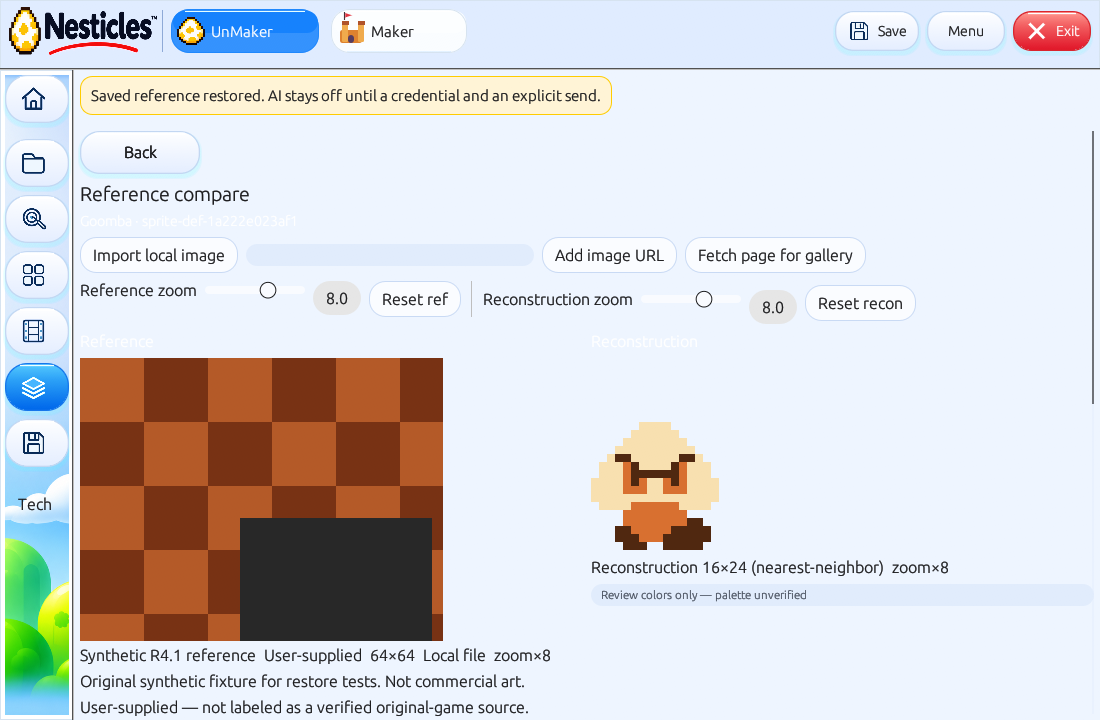 Nesticles™
UnMaker
Maker
Save
Menu
Exit
Saved reference restored. AI stays off until a credential and an explicit send.
Back
Reference compare
Goomba - sprite-def-1a222e023af1
Import local image
Add image URL
Fetch page for gallery
Reference zoom
8.0
Reset ref
Reconstruction zoom
8.0
Reset recon
Reference
Reconstruction
Reconstruction 16×24 (nearest-neighbor) zoom×8
Review colors only — palette unverified
Tech
Synthetic R4.1 reference User-supplied 64×64 Local file zoom×8
Original synthetic fixture for restore tests. Not commercial art.
User-supplied — not labeled as a verified original-game source.